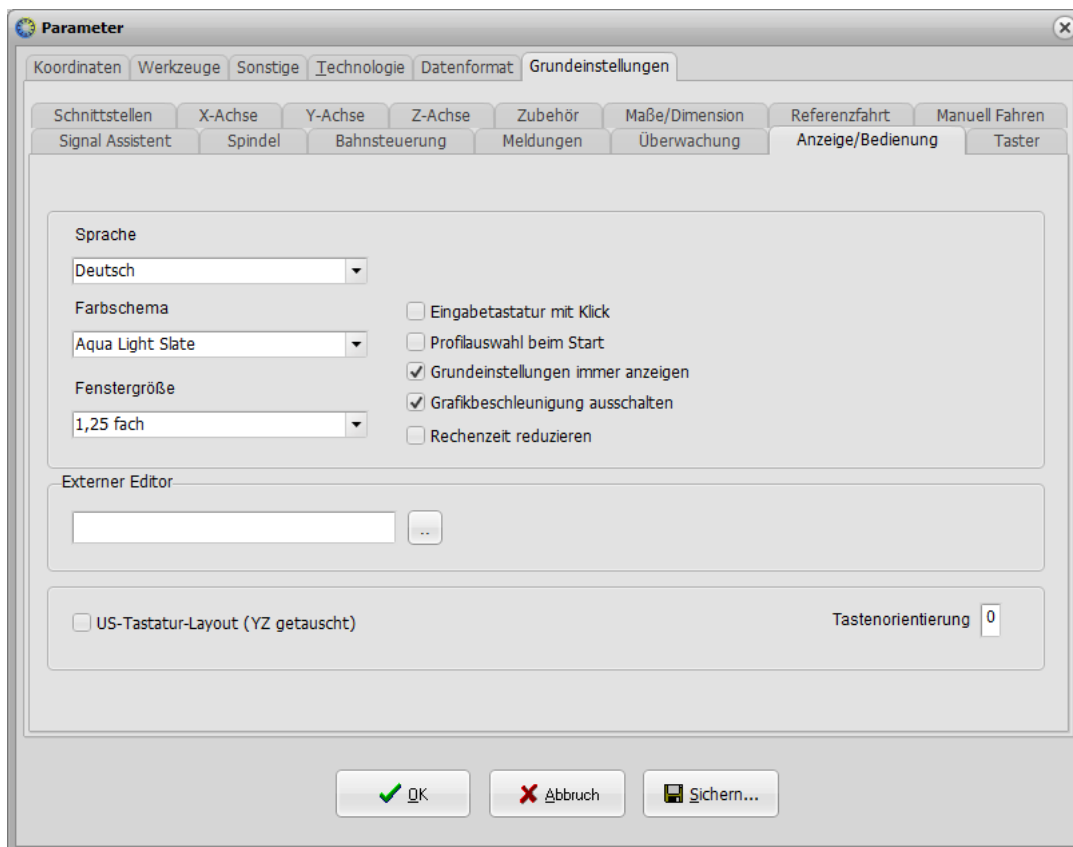 Parameter
Koordinaten Werkzeuge Sonstige Technologie Datenformat Grundeinstellungen
Schnittstellen X-Achse Y-Achse Z-Achse Zubehör Maße/Dimension Referenzfahrt Manuell Fahren
Signal Assistent Spindel Bahnsteuerung Meldungen Überwachung Anzeige/Bedienung Taster
Sprache
Deutsch
Farbschema
Aqua Light Slate
Fenstergröße
1,25 fach
Eingabetastatur mit Klick
Profilauswahl beim Start
Grundeinstellungen immer anzeigen
Grafikbeschleunigung ausschalten
Rechenzeit reduzieren
Externer Editor
..
US-Tastatur-Layout (YZ getauscht)
Tastenorientierung 0
OK Abbruch Sichern...